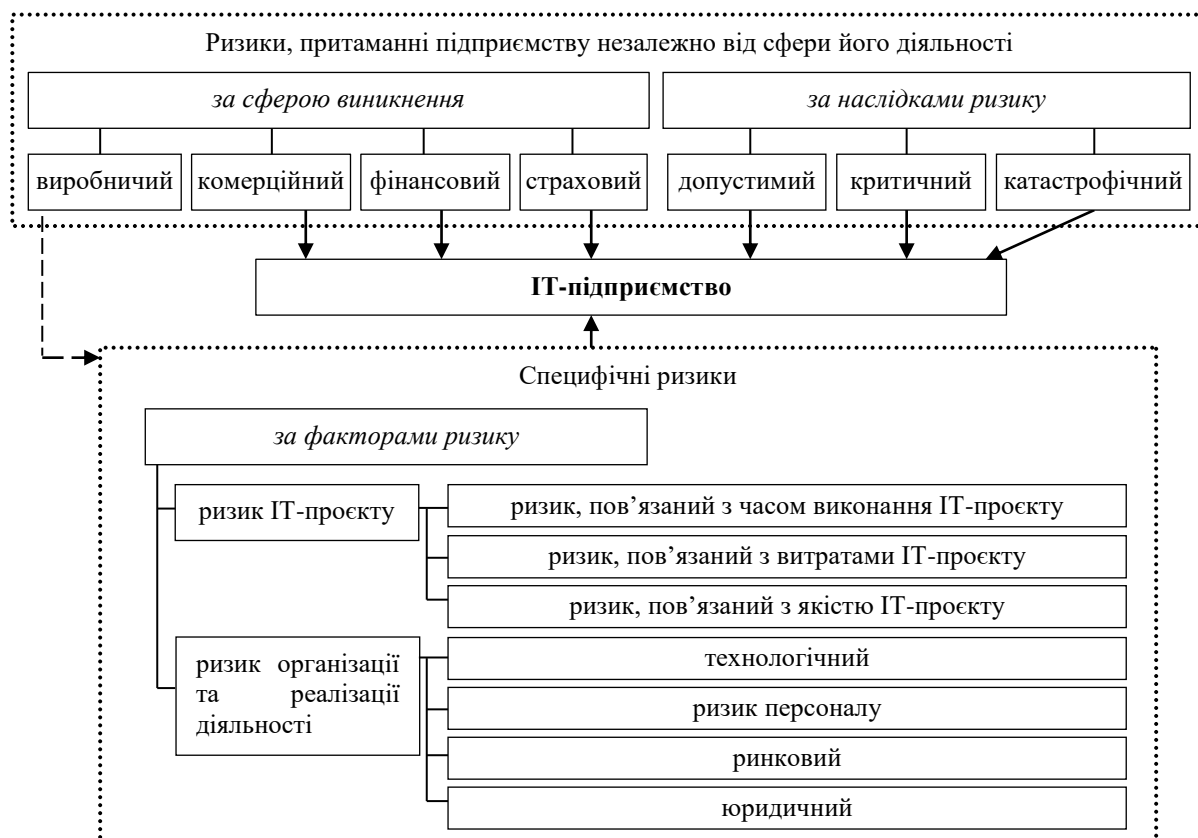 Ризики, притаманні підприємству незалежно від сфери його діяльності
за сферою виникнення
за наслідками ризику
виробничий
комерційний
фінансовий
страховий
допустимий
критичний
катастрофічний
ІТ-підприємство
Специфічні ризики
за факторами ризику
ризик ІТ-проєкту
ризик, пов’язаний з часом виконання ІТ-проєкту
ризик, пов’язаний з витратами ІТ-проєкту
ризик, пов’язаний з якістю ІТ-проєкту
ризик організації
та реалізації
діяльності
технологічний
ризик персоналу
ринковий
юридичний